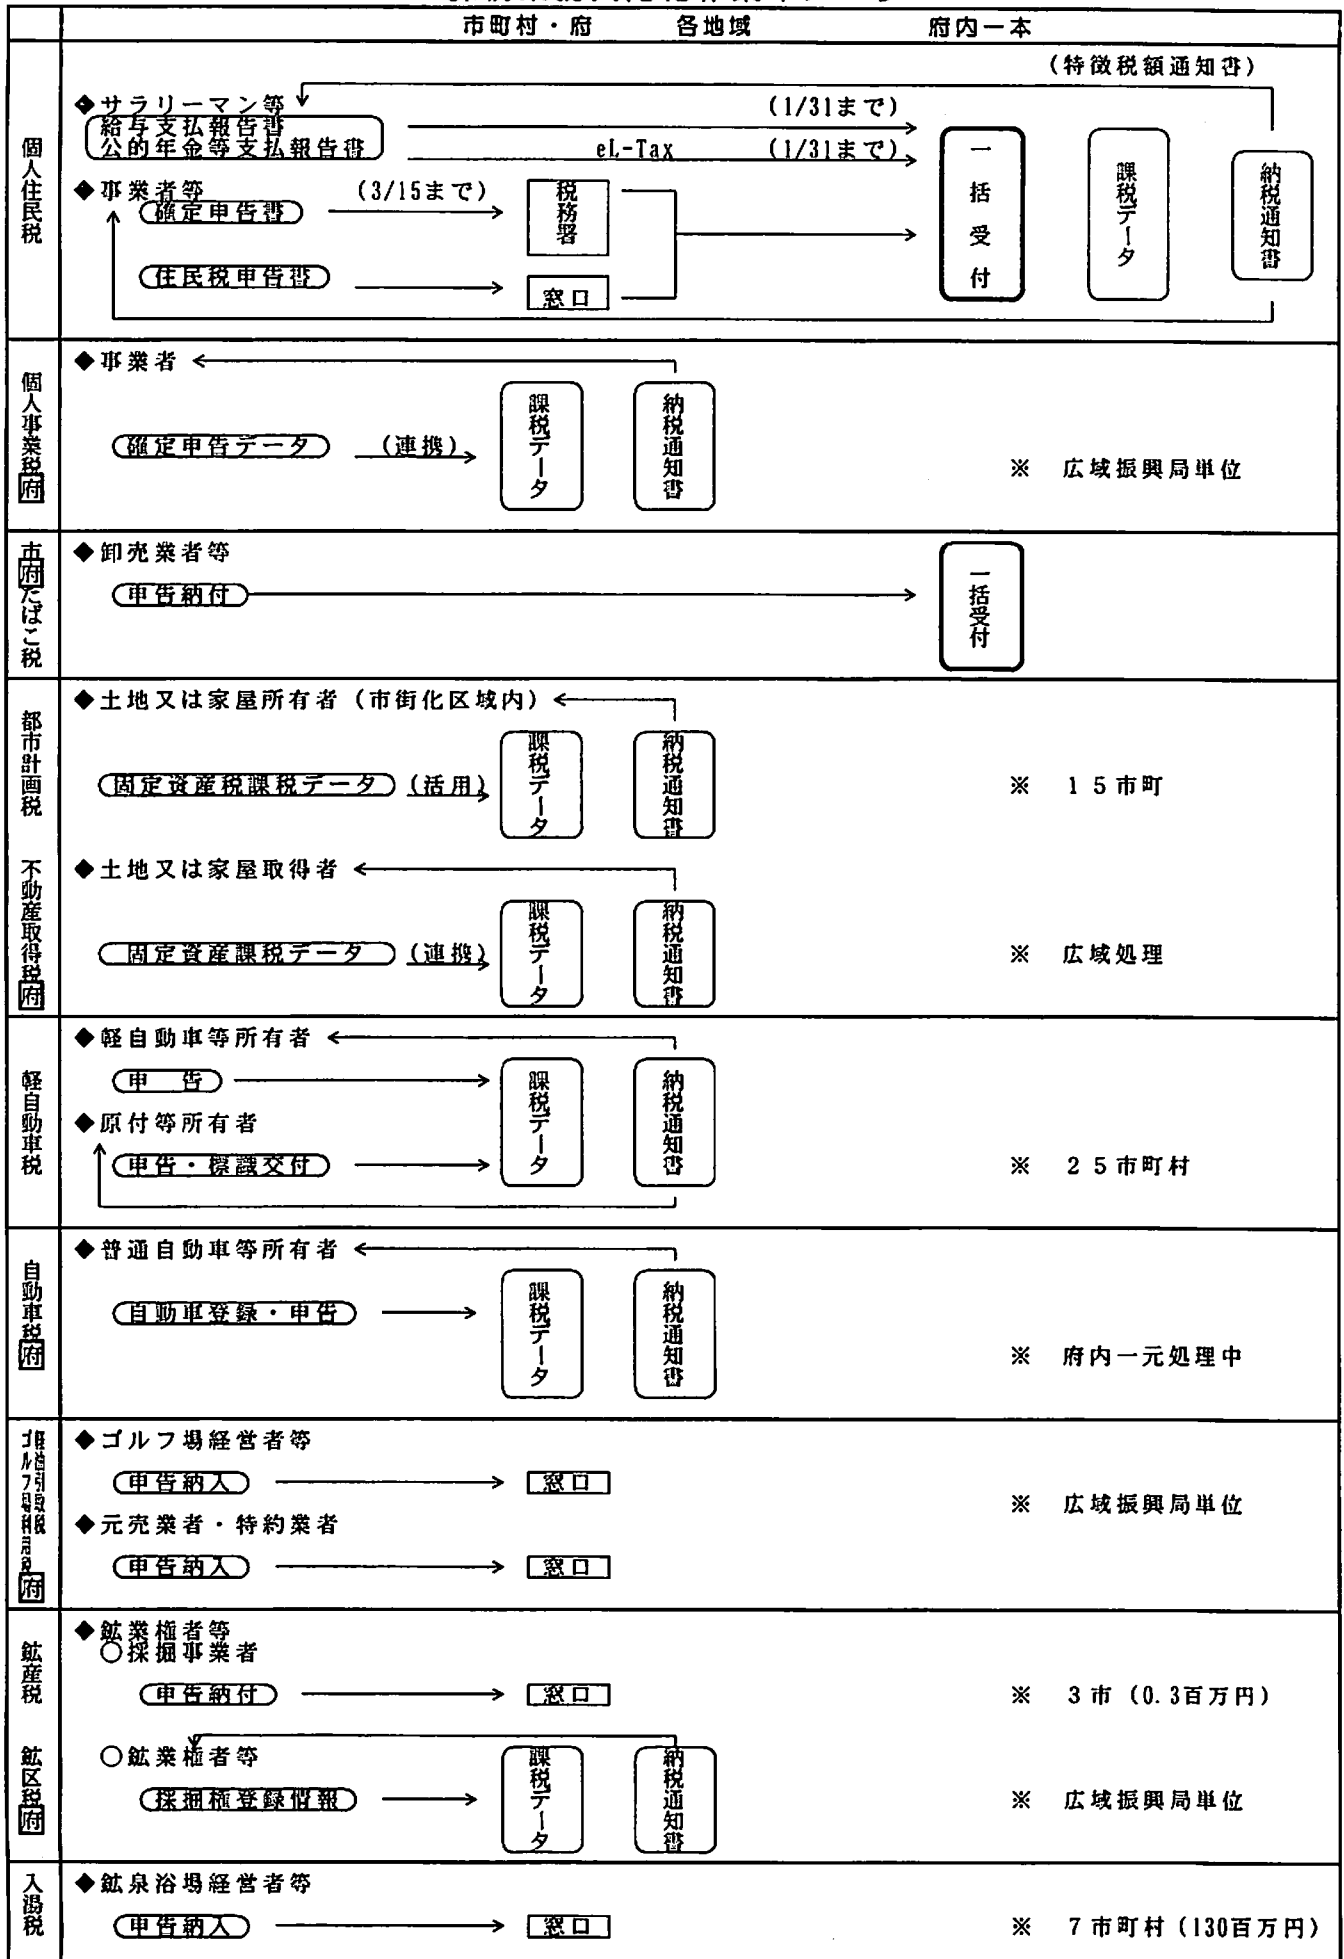 市町村・府 各地域 府内一本
個人住民税
(特徴税額通知書)
◆サラリーマン等
給与支払報告書 (1/31まで)
公的年金等支払報告書 eL-Tax (1/31まで)
◆事業者等
確定申告書 (3/15まで) 税務署
住民税申告書 窓口
一括受付
課税データ
納税通知書
個人事業税府
◆事業者
確定申告データ (連携)
課税データ
納税通知書
※ 広域振興局単位
市府たばこ税
◆卸売業者等
申告納付
一括受付
都市計画税
◆土地又は家屋所有者(市街化区域内)
固定資産税課税データ (活用)
課税データ
納税通知書
※ 15市町
不動産取得税府
◆土地又は家屋取得者
固定資産課税データ (連携)
課税データ
納税通知書
※ 広域処理
軽自動車税
◆軽自動車等所有者
申 告
◆原付等所有者
申告・標識交付
課税データ
納税通知書
※ 25市町村
自動車税府
◆普通自動車等所有者
自動車登録・申告
課税データ
納税通知書
※ 府内一元処理中
軽油引取税
ゴルフ場利用税府
◆ゴルフ場経営者等
申告納入 窓口
◆元売業者・特約業者
申告納入 窓口
※ 広域振興局単位
鉱産税
◆鉱業権者等
○採掘事業者
申告納付 窓口
※ 3市(0.3百万円)
鉱区税府
○鉱業権者等
採掘権登録情報
課税データ
納税通知書
※ 広域振興局単位
入湯税
◆鉱泉浴場経営者等
申告納入 窓口
※ 7市町村(130百万円)